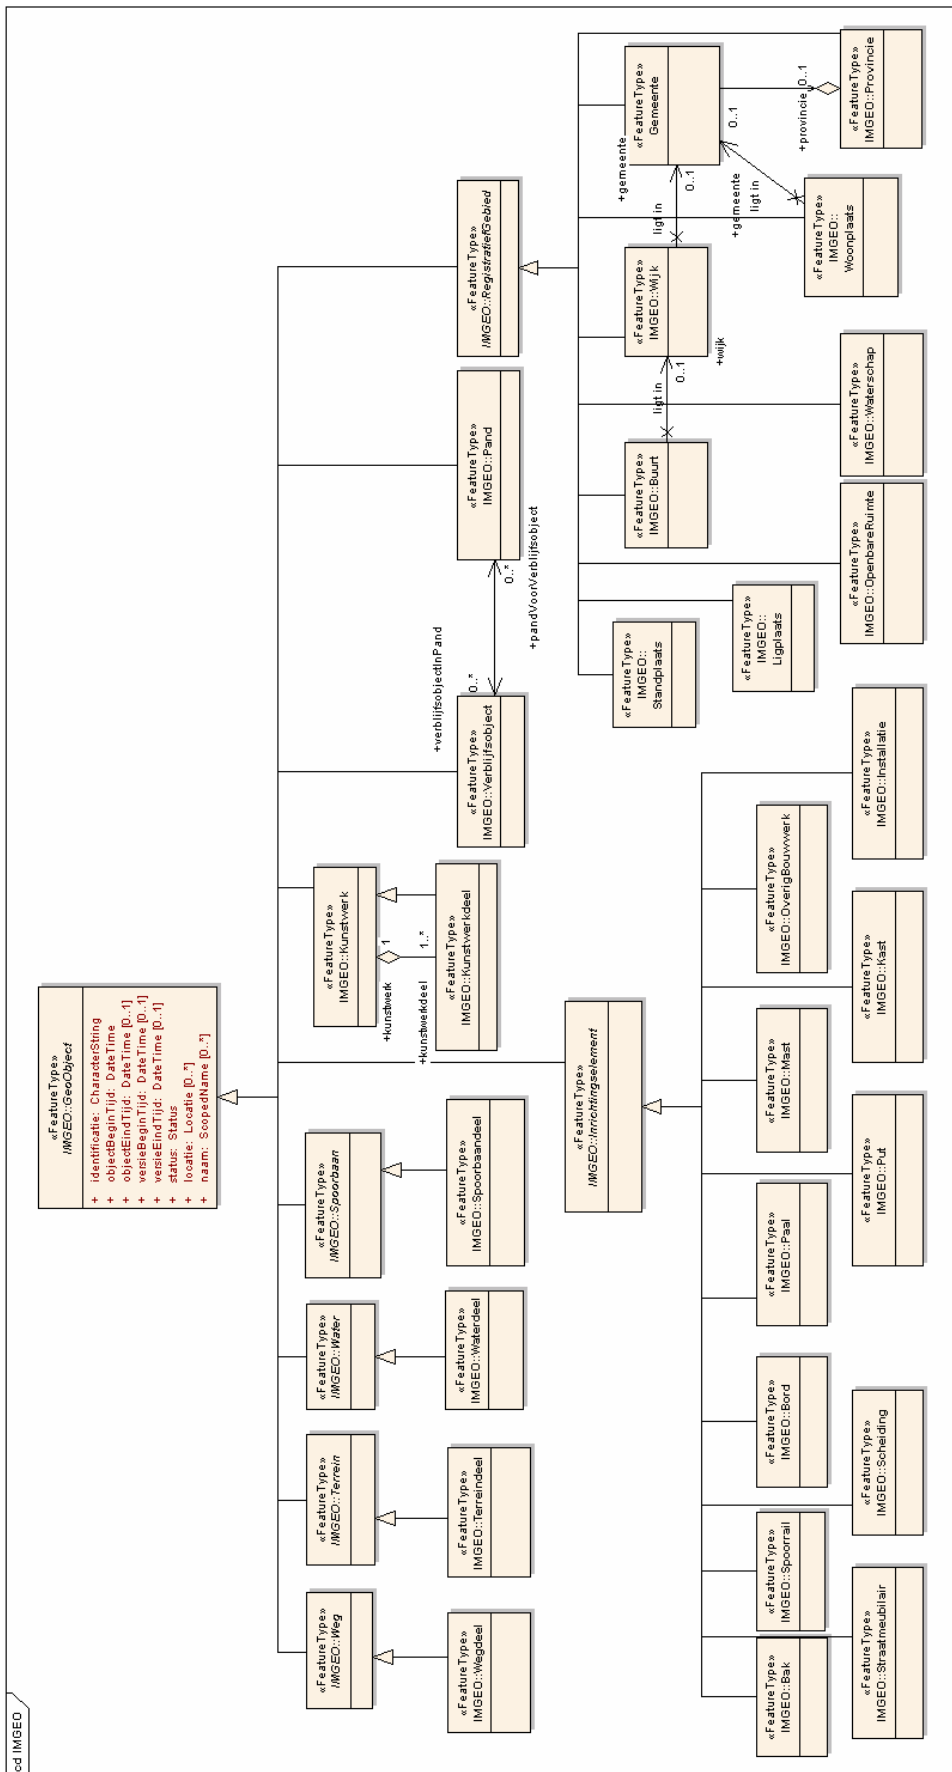 cd IMGEO
«FeatureType»
IMGEO::GeoObject
+ identificatie: CharacterString
+ objectBeginTijd: DateTime
+ objectEindTijd: DateTime [0..1]
+ versieBeginTijd: DateTime [0..1]
+ versieEindTijd: DateTime [0..1]
+ status: Status
+ locatie: Locatie [0..*]
+ naam: ScopedName [0..*]
«FeatureType»
IMGEO::Weg
«FeatureType»
IMGEO::Terrein
«FeatureType»
IMGEO::Water
«FeatureType»
IMGEO::Spoorbaan
«FeatureType»
IMGEO::Kunstwerk
+kunstwerk
1
1..*
+kunstwerkdeel
«FeatureType»
IMGEO::Wegdeel
«FeatureType»
IMGEO::Terreindeel
«FeatureType»
IMGEO::Waterdeel
«FeatureType»
IMGEO::Spoorbaandeel
«FeatureType»
IMGEO::Kunstwerkdeel
«FeatureType»
IMGEO::Verblijfsobject
+verblijfsobjectInPand
0..*
0..*
+pandVoorVerblijfsobject
«FeatureType»
IMGEO::Pand
«FeatureType»
IMGEO::RegistratiefGebied
«FeatureType»
IMGEO::Inrichtingselement
«FeatureType»
IMGEO::
Standplaats
«FeatureType»
IMGEO::Buurt
ligt in
0..1
+wijk
«FeatureType»
IMGEO::Wijk
ligt in
0..1
+gemeente
«FeatureType»
Gemeente
0..1
+gemeente
ligt in
+provincie
0..1
«FeatureType»
IMGEO::
Ligplaats
«FeatureType»
IMGEO::OpenbareRuimte
«FeatureType»
IMGEO::Waterschap
«FeatureType»
IMGEO::
Woonplaats
«FeatureType»
IMGEO::Provincie
«FeatureType»
IMGEO::Bak
«FeatureType»
IMGEO::Spoorrail
«FeatureType»
IMGEO::Bord
«FeatureType»
IMGEO::Paal
«FeatureType»
IMGEO::Mast
«FeatureType»
IMGEO::OverigBouwwerk
«FeatureType»
IMGEO::Straatmeubilair
«FeatureType»
IMGEO::Scheiding
«FeatureType»
IMGEO::Put
«FeatureType»
IMGEO::Kast
«FeatureType»
IMGEO::Installatie